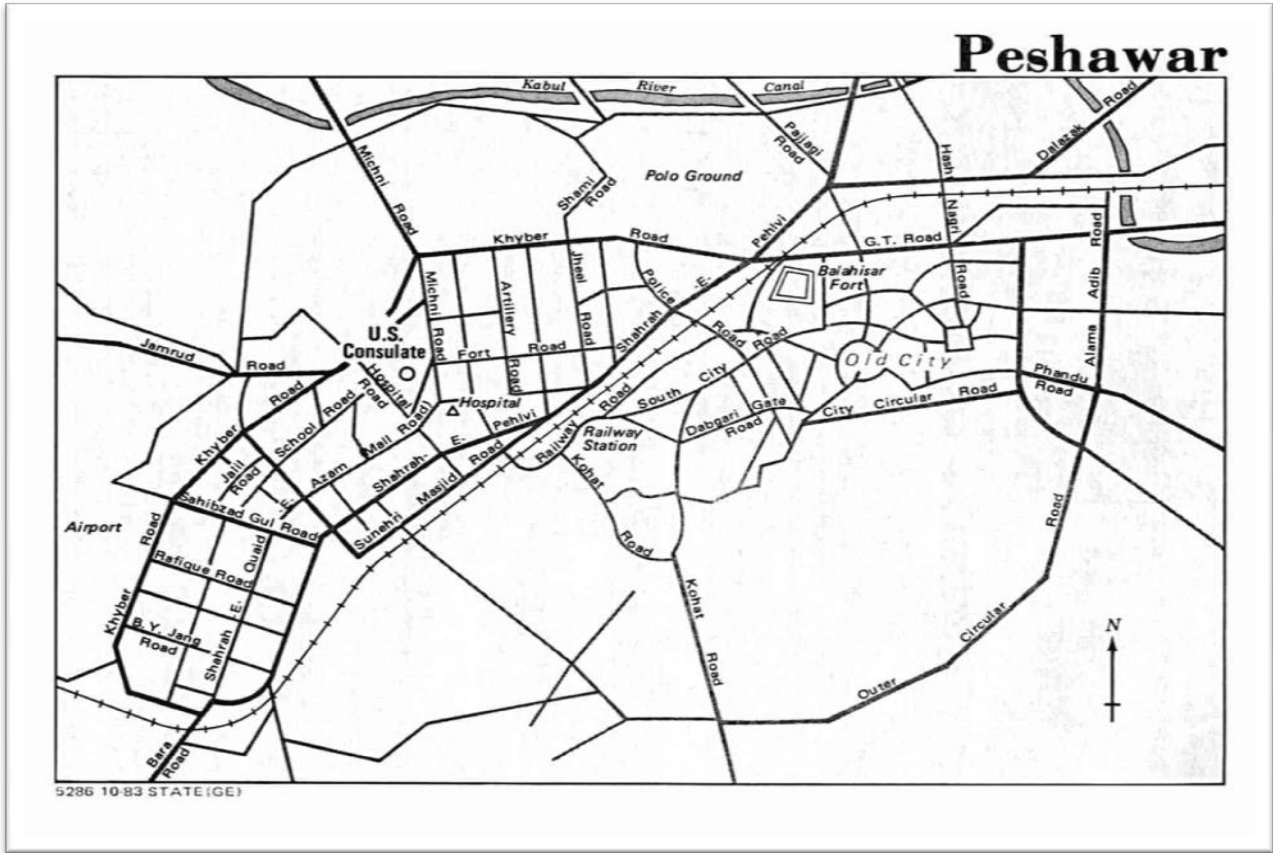 Peshawar
Kabul River Canal
Dalazak Road
Pajjagi
Road
Michni Road
Hash Nagri Road
Polo Ground
Shami
Road
Pehlvi
Khyber Road
G.T. Road
Balahisar
Fort
Police Road
Shahrah-E-
Jheel Road
Artillery Road
Michni Road
Alama Adib Road
U.S.
Consulate
Jamrud Road
Fort Road
Old City
Hospital
Road
Hospital
South City Road
Phandu
Road
City Circular Road
Dabgari Gate
Road
Khyber Road
School Road
Mall Road)
Shahrah-E. Pehlvi
Railway Road
Railway
Station
Jalil
Road
Azam
Sunehri Masjid Road
Kohat Road
Sahibzad Gul Road
Airport
Khyber Road
Rafique Road
Shahrah E. Quaid E.
B.Y. Jang
Road
Kohat Road
Outer Circular Road
N
Bara
Road
5286 10-83 STATE(GE)